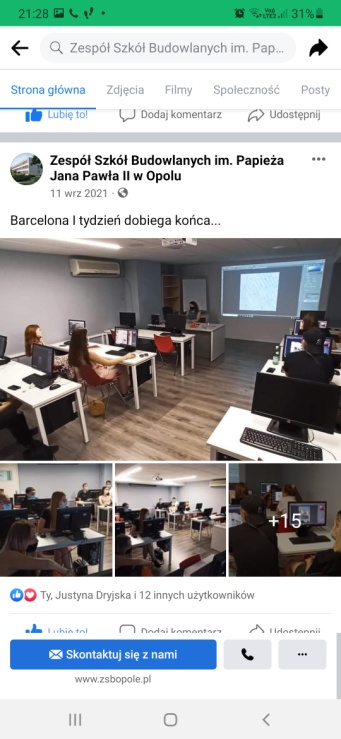 21:28
31%
Zespół Szkół Budowlanych im. Pap...
Strona główna
Zdjęcia
Filmy
Społeczność
Posty
Lubię to!
Dodaj komentarz
Udostępnij
Zespół Szkół Budowlanych im. Papieża
Jana Pawła II w Opolu
11 wrz 2021
Barcelona I tydzień dobiega końca...
+15
Ty, Justyna Dryjska i 12 innych użytkowników
Lubię to!
Dodaj komentarz
Udostępnij
Skontaktuj się z nami
www.zsbopole.pl